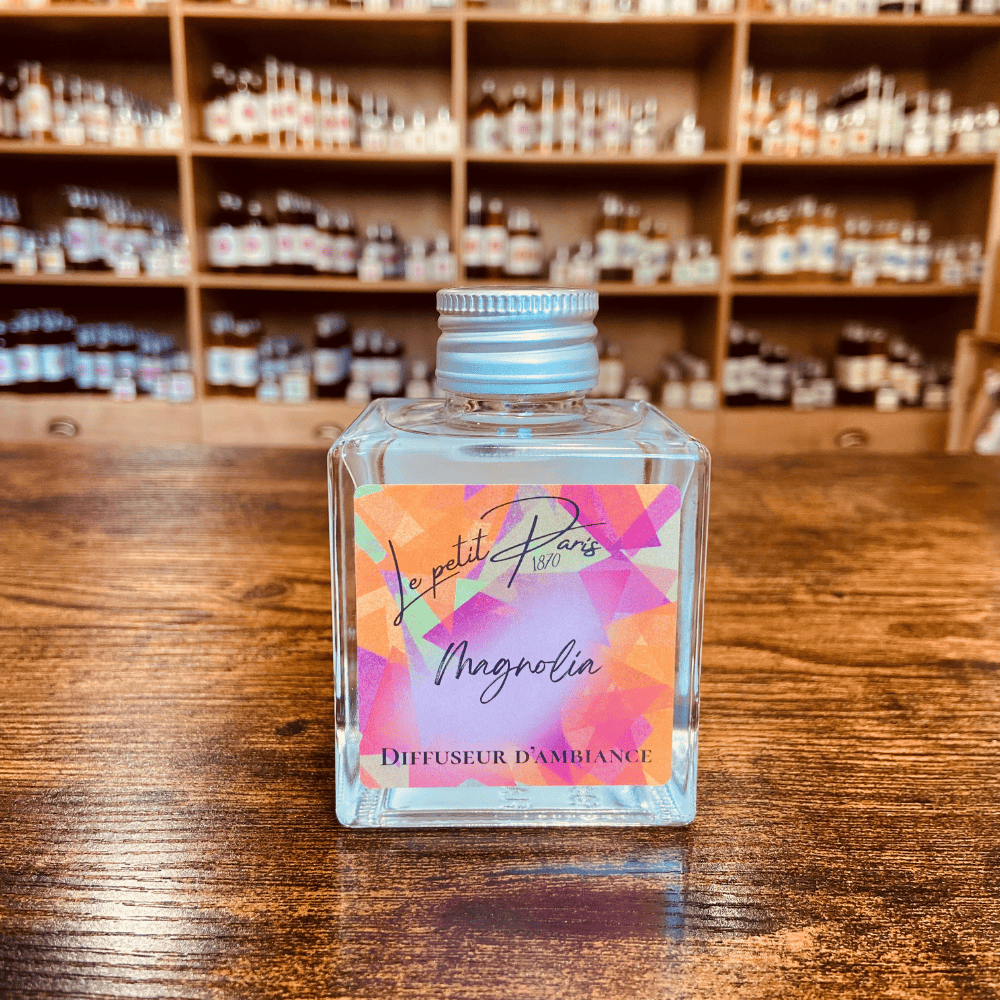 Le petit Paris
1870
Magnolia
DIFFUSEUR D'AMBIANCE